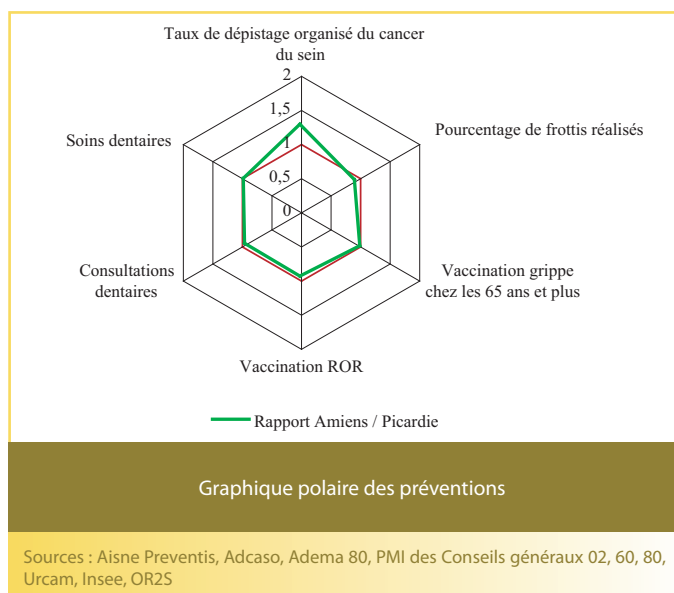 Taux de dépistage organisé du cancer
du sein
2
1,5
1
0,5
0
Pourcentage de frottis réalisés
Vaccination grippe
chez les 65 ans et plus
Vaccination ROR
Consultations
dentaires
Soins dentaires
Rapport Amiens / Picardie
Graphique polaire des préventions
Sources : Aisne Preventis, Adcaso, Adema 80, PMI des Conseils généraux 02, 60, 80,
Urcam, Insee, OR2S